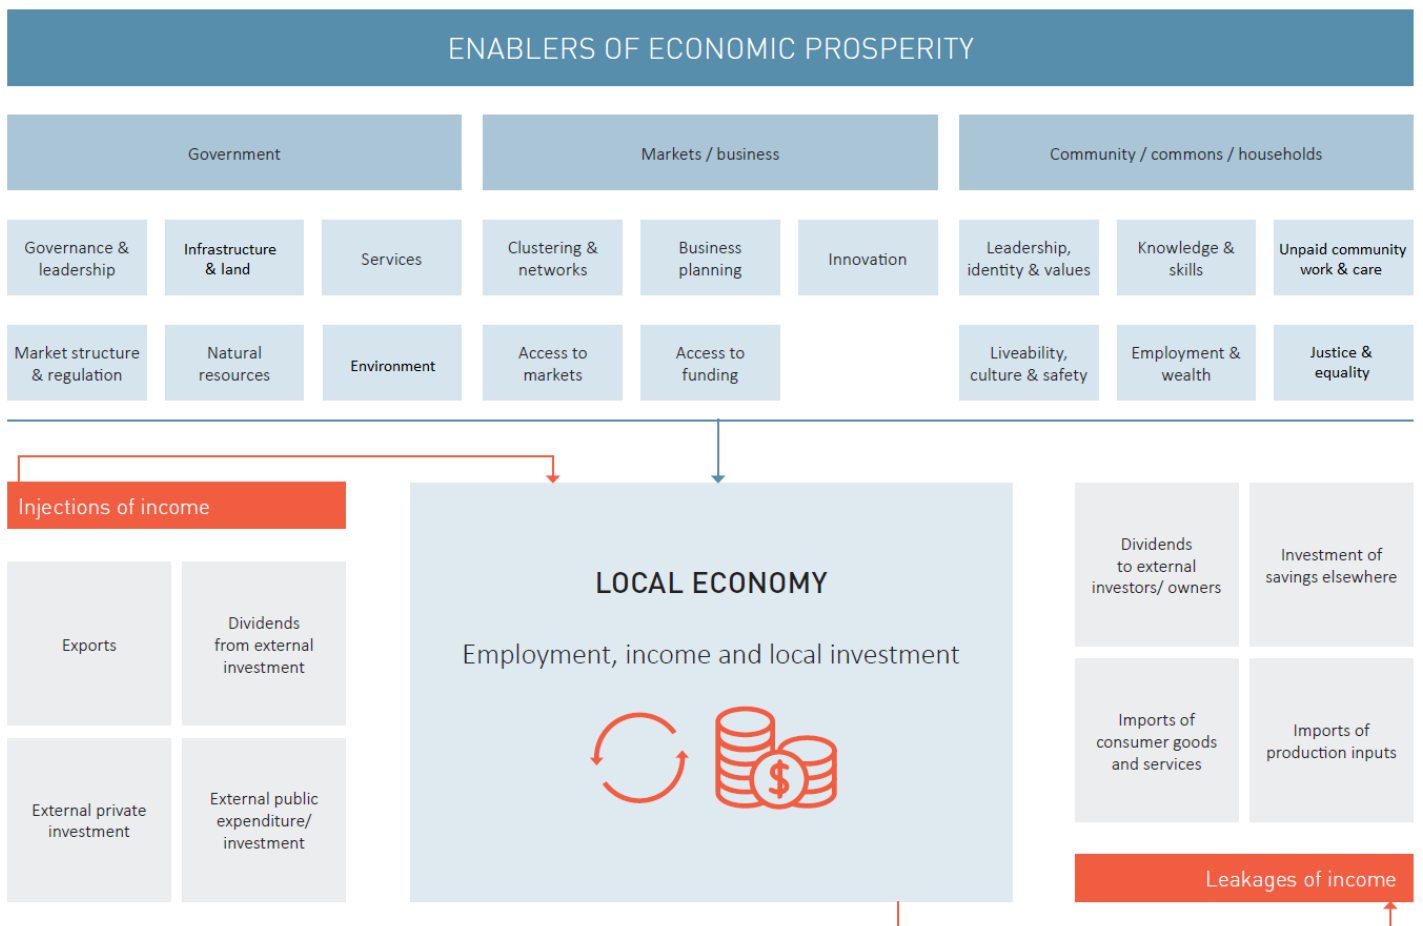 ENABLERS OF ECONOMIC PROSPERITY
Government
Markets / business
Community / commons / households
Governance &
leadership
Infrastructure
& land
Services
Clustering &
networks
Business
planning
Innovation
Leadership,
identity & values
Knowledge &
skills
Unpaid community
work & care
Market structure
& regulation
Natural
resources
Environment
Access to
markets
Access to
funding
Liveability,
culture & safety
Employment &
wealth
Justice &
equality
Injections of income
Exports
Dividends
from external
investment
External private
investment
External public
expenditure/
investment
LOCAL ECONOMY
Employment, income and local investment
$
Dividends
to external
investors/ owners
Investment of
savings elsewhere
Imports of
consumer goods
and services
Imports of
production inputs
Leakages of income